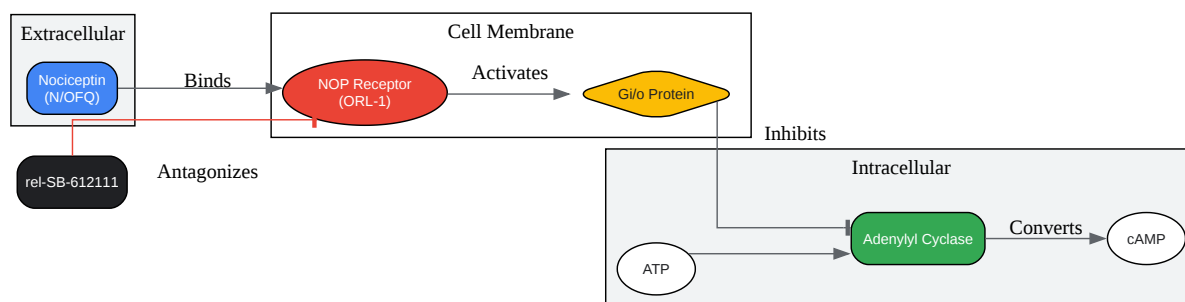 Extracellular
Cell Membrane
Nociceptin
(N/OFQ)
Binds
NOP Receptor
(ORL-1)
Activates
Gi/o Protein
Inhibits
rel-SB-612111
Antagonizes
Intracellular
Adenylyl Cyclase
Converts
cAMP
ATP